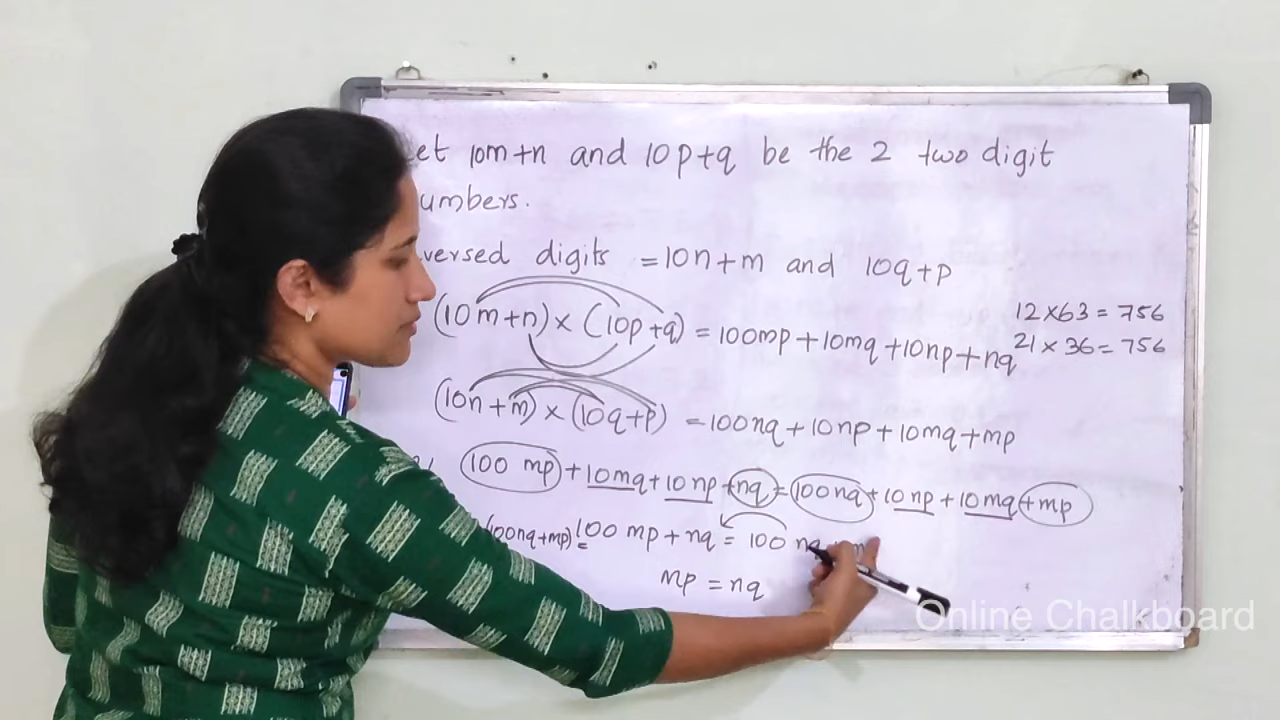 et 10m+n and 10p+q be the 2 two digit
umbers.
versed digits = 10n+m and 10q+p
(10m+n) × (10p+q) = 100mp+10mq+10np+nq
12×63 = 756
21 × 36 = 756
(10n+m) × (10q+p) = 100nq+10np+10mq+mp
100 mp + 10mq + 10np + nq = 100nq + 10np + 10mq + mp
(100nq+mp) 100 mp + nq = 100 nq
mp = nq
Online Chalkboard